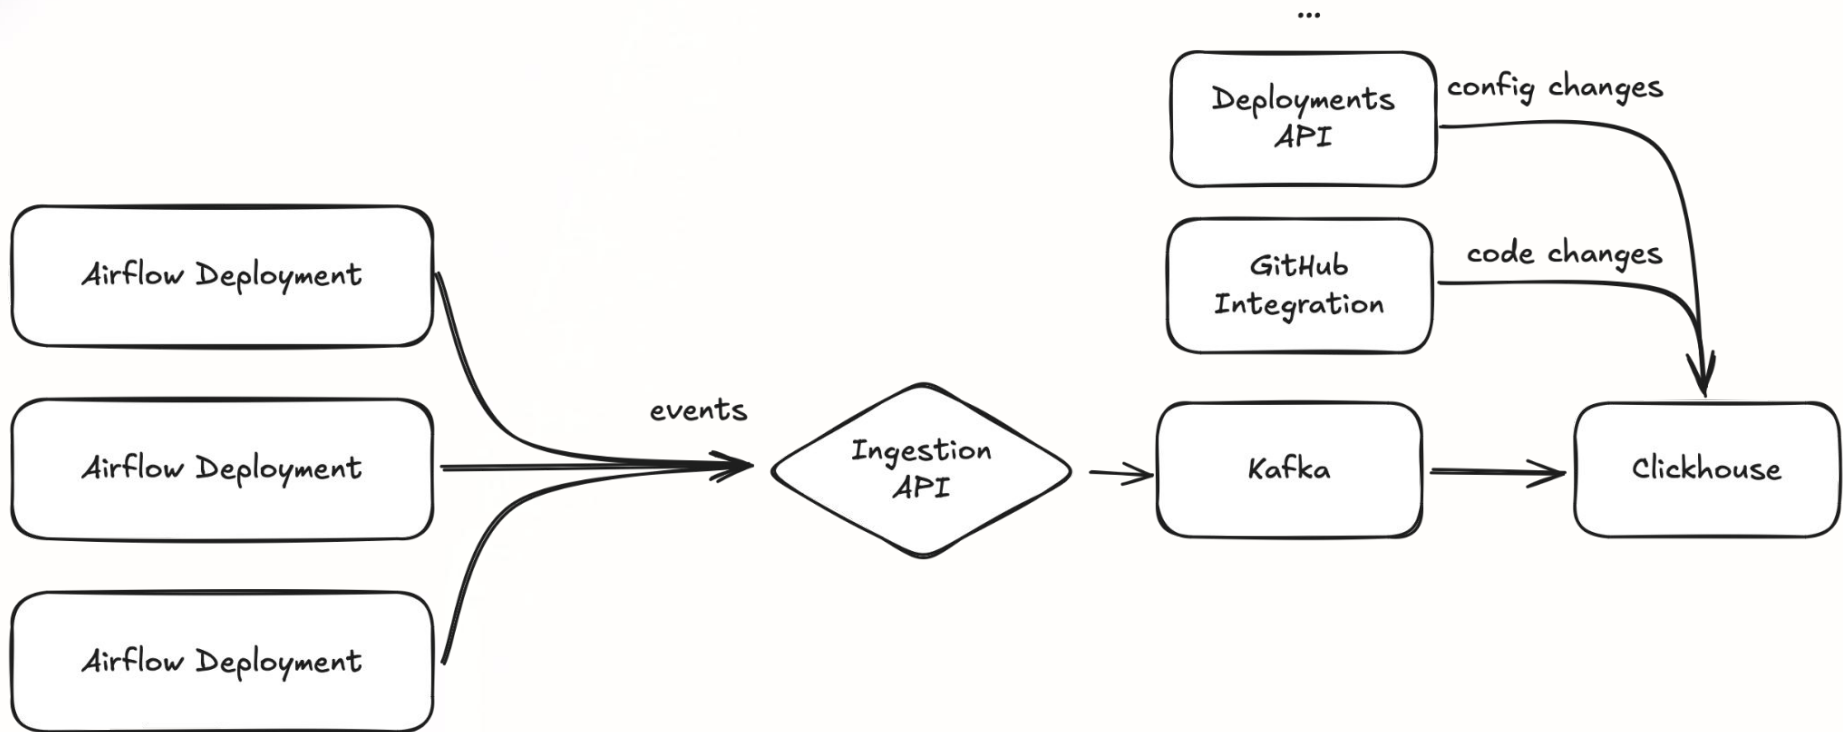 ...
Deployments
API
config changes
GitHub
Integration
code changes
Airflow Deployment
Airflow Deployment
Airflow Deployment
events
Ingestion
API
Kafka
Clickhouse